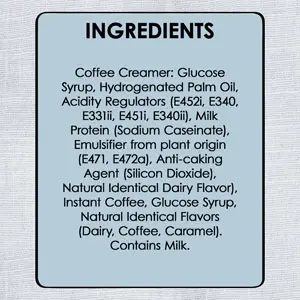 INGREDIENTS
Coffee Creamer: Glucose
Syrup, Hydrogenated Palm Oil,
Acidity Regulators (E452i, E340,
E331ii, E451i, E340ii), Milk
Protein (Sodium Caseinate),
Emulsifier from plant origin
(E471, E472a), Anti-caking
Agent (Silicon Dioxide),
Natural Identical Dairy Flavor),
Instant Coffee, Glucose Syrup,
Natural Identical Flavors
(Dairy, Coffee, Caramel).
Contains Milk.